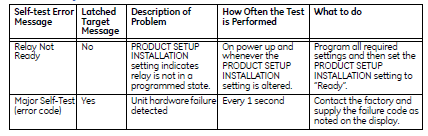 Self-test Error Message
Latched Target Message
Description of Problem
How Often the Test is Performed
What to do
Relay Not Ready
No
PRODUCT SETUP INSTALLATION setting indicates relay is not in a programmed state.
On power up and whenever the PRODUCT SETUP INSTALLATION setting is altered.
Program all required settings and then set the PRODUCT SETUP INSTALLATION setting to "Ready".
Major Self-Test (error code)
Yes
Unit hardware failure detected
Every 1 second
Contact the factory and supply the failure code as noted on the display.